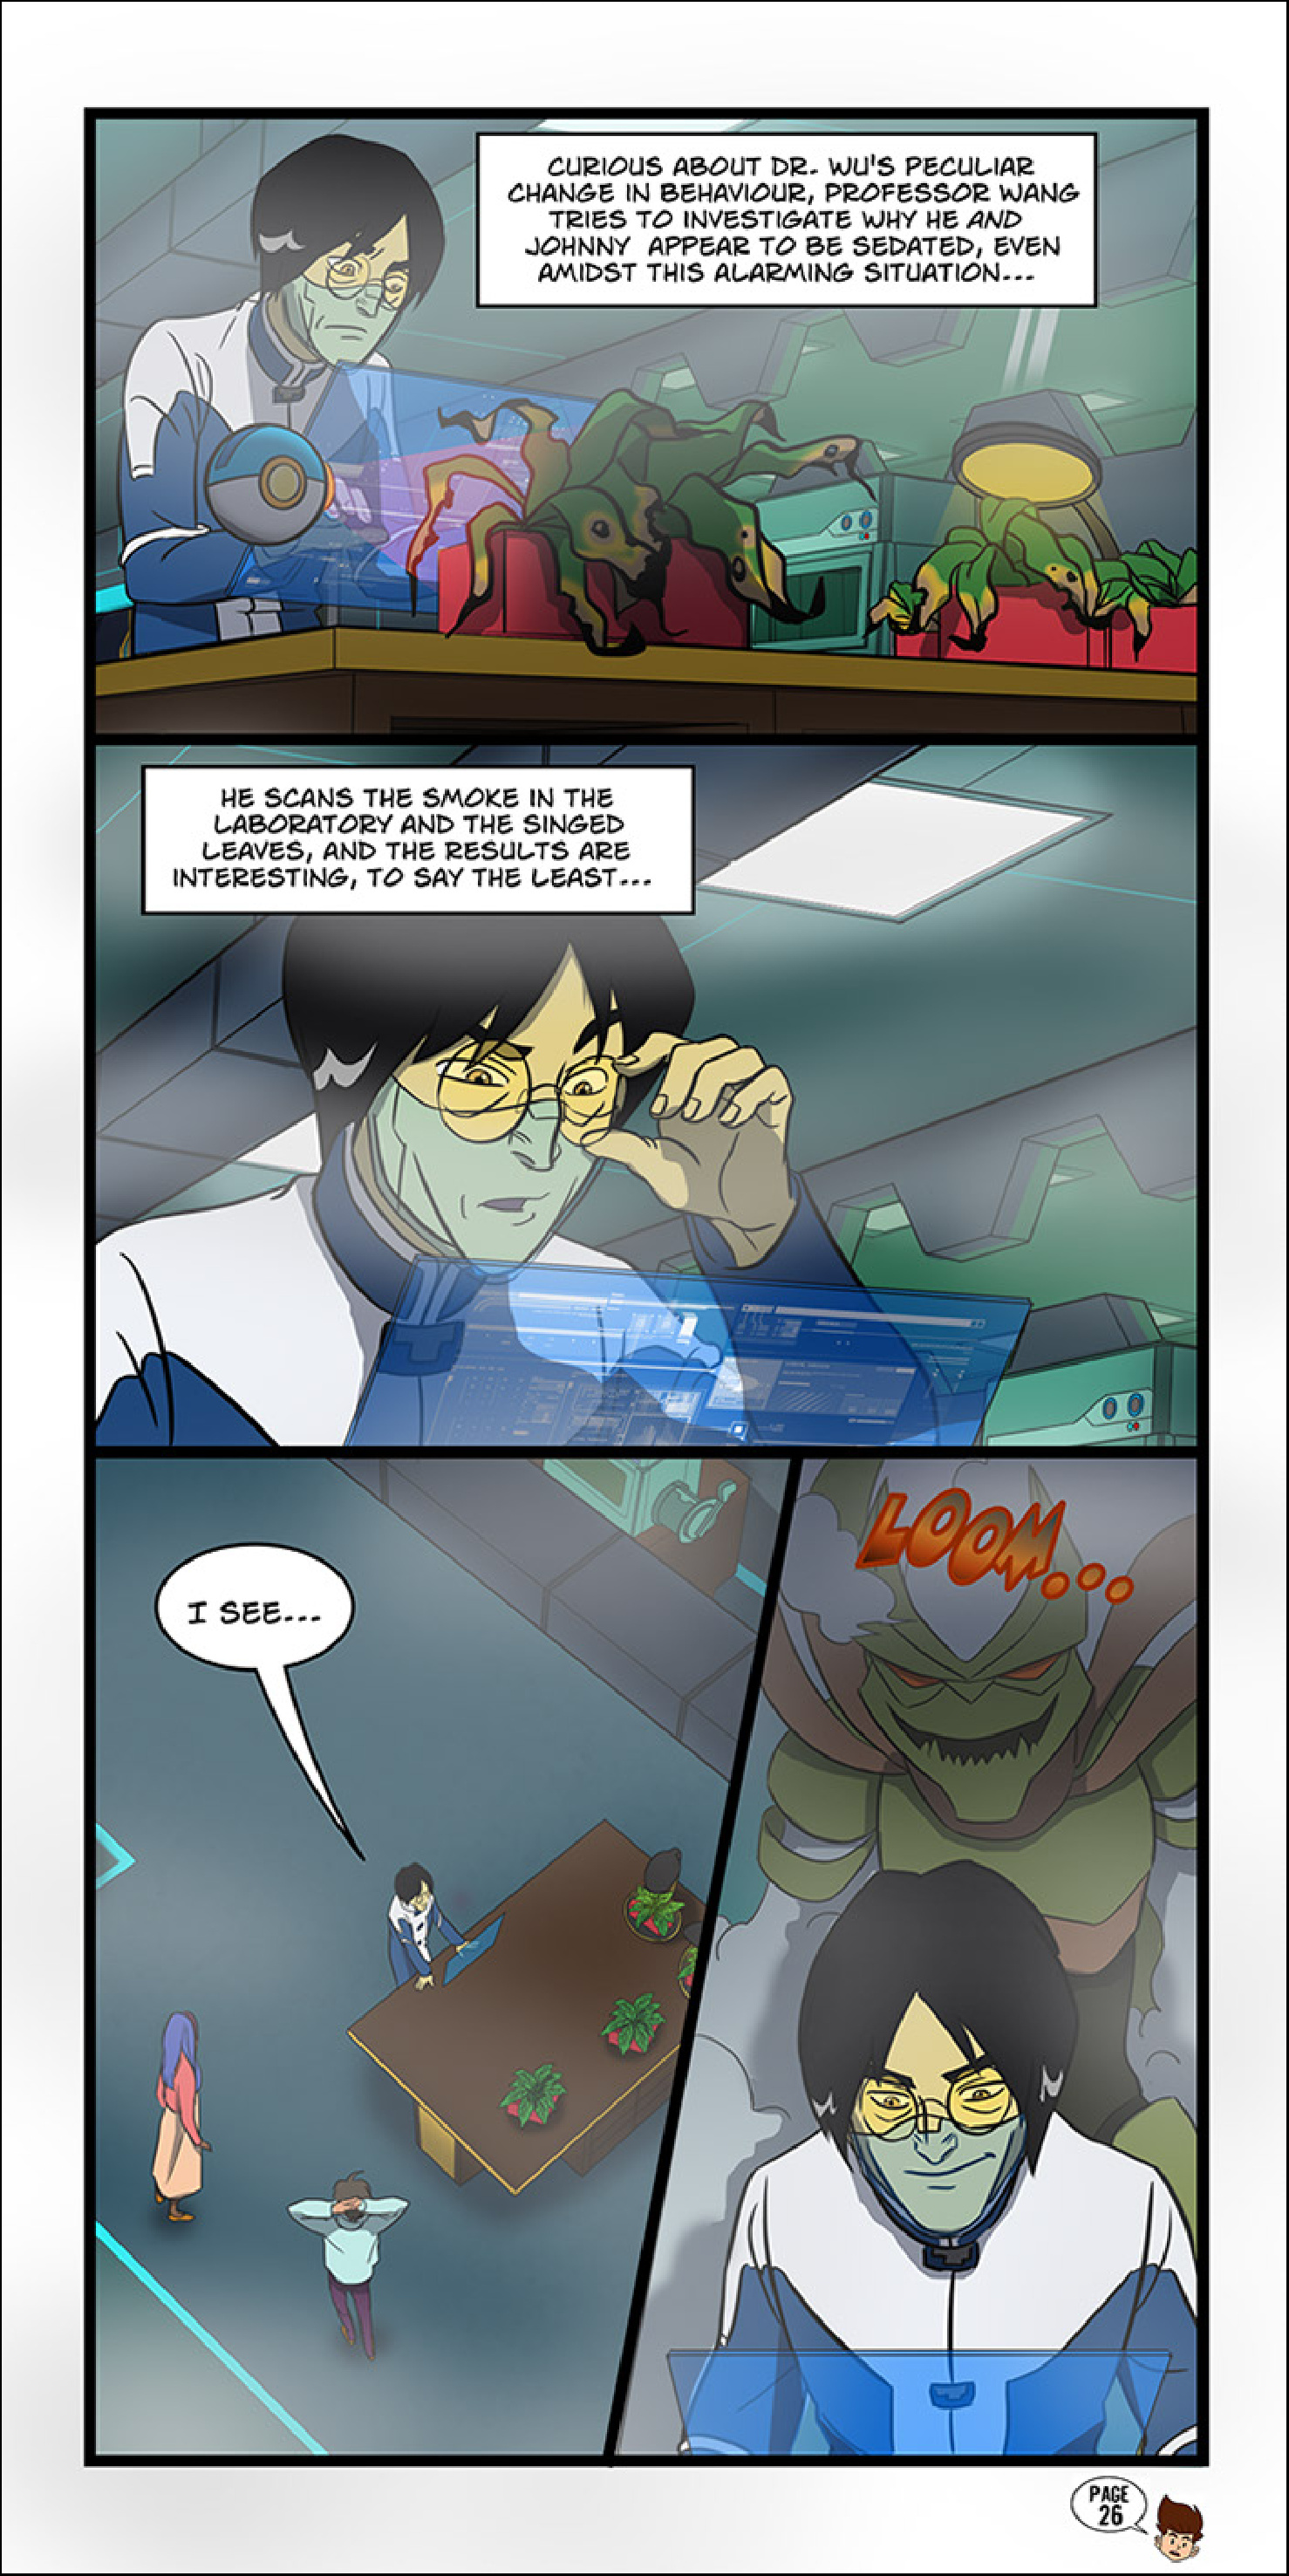 CURIOUS ABOUT DR. WU'S PECULIAR
CHANGE IN BEHAVIOUR, PROFESSOR WANG
TRIES TO INVESTIGATE WHY HE AND
JOHNNY APPEAR TO BE SEDATED, EVEN
AMIDST THIS ALARMING SITUATION...
HE SCANS THE SMOKE IN THE
LABORATORY AND THE SINGED
LEAVES, AND THE RESULTS ARE
INTERESTING, TO SAY THE LEAST...
I SEE...
LOOM...
PAGE
26